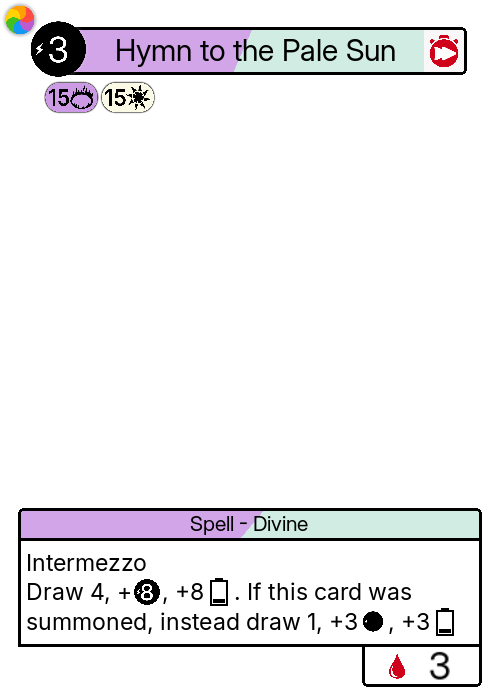 3 Hymn to the Pale Sun
15 15
Spell - Divine
Intermezzo
Draw 4, + 8 , +8 . If this card was
summoned, instead draw 1, +3 , +3
3